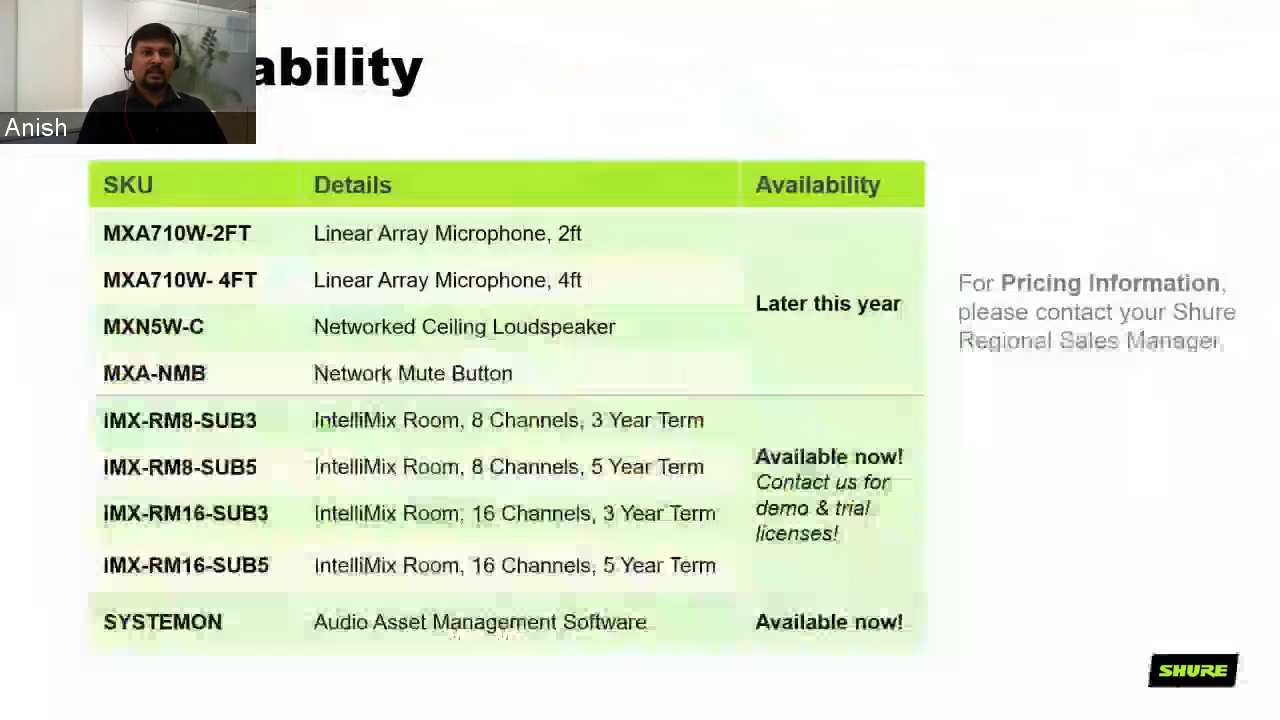 ability
Anish
SKU Details Availability
MXA710W-2FT Linear Array Microphone, 2ft
MXA710W- 4FT Linear Array Microphone, 4ft
Later this year
MXN5W-C Networked Ceiling Loudspeaker
MXA-NMB Network Mute Button
IMX-RM8-SUB3 IntelliMix Room, 8 Channels, 3 Year Term
IMX-RM8-SUB5 IntelliMix Room, 8 Channels, 5 Year Term
IMX-RM16-SUB3 IntelliMix Room, 16 Channels, 3 Year Term
IMX-RM16-SUB5 IntelliMix Room, 16 Channels, 5 Year Term
Available now!
Contact us for
demo & trial
licenses!
SYSTEMON Audio Asset Management Software Available now!
For Pricing Information,
please contact your Shure
Regional Sales Manager.
SHURE